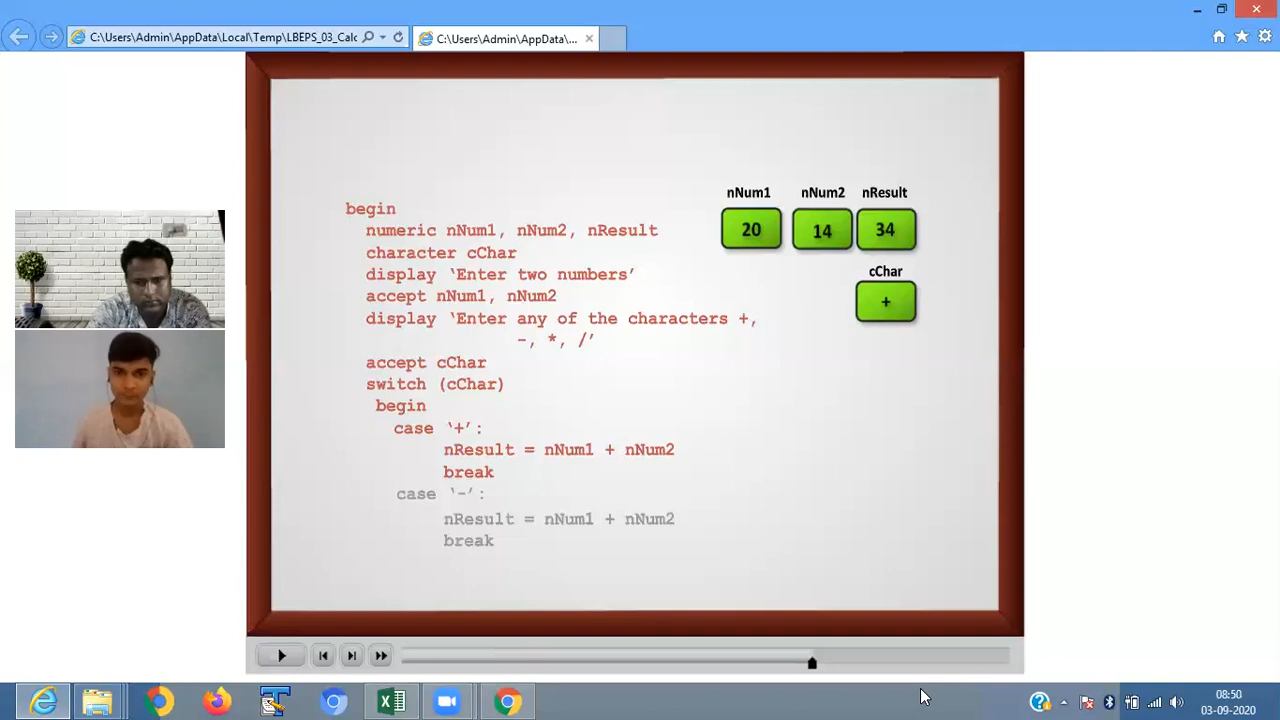 C:\Users\Admin\AppData\Local\Temp\LBEPS_03_Calc
C:\Users\Admin\AppData\...
nNum1 nNum2 nResult
20 14 34
cChar
+
begin
numeric nNum1, nNum2, nResult
character cChar
display ‘Enter two numbers’
accept nNum1, nNum2
display ‘Enter any of the characters +,
-, *, /’
accept cChar
switch (cChar)
begin
case ‘+’:
nResult = nNum1 + nNum2
break
case ‘-’:
nResult = nNum1 + nNum2
break
08:50
03-09-2020